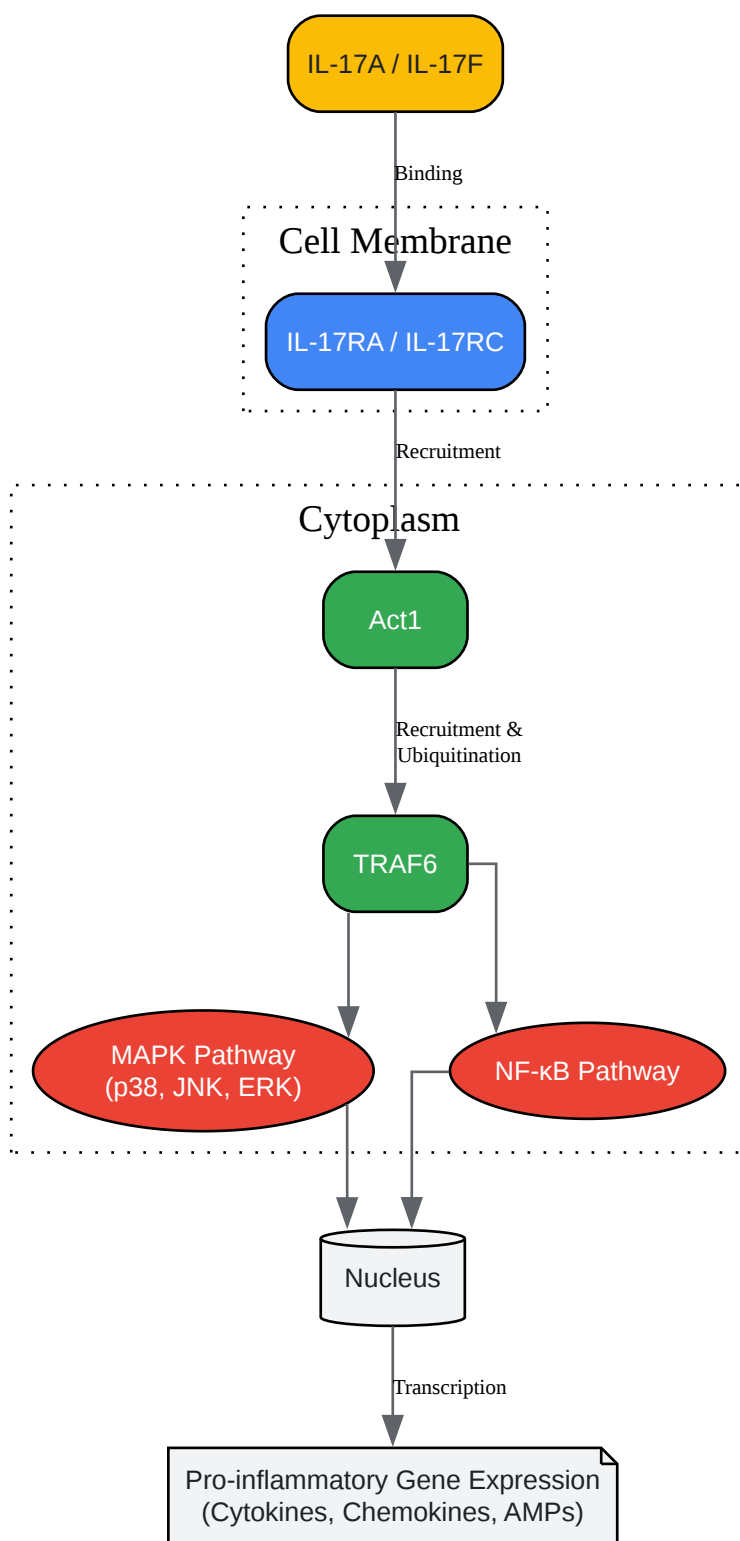 IL-17A / IL-17F
Binding
Cell Membrane
IL-17RA / IL-17RC
Recruitment
Cytoplasm
Act1
Recruitment &
Ubiquitination
TRAF6
MAPK Pathway
(p38, JNK, ERK)
NF-κB Pathway
Nucleus
Transcription
Pro-inflammatory Gene Expression
(Cytokines, Chemokines, AMPs)